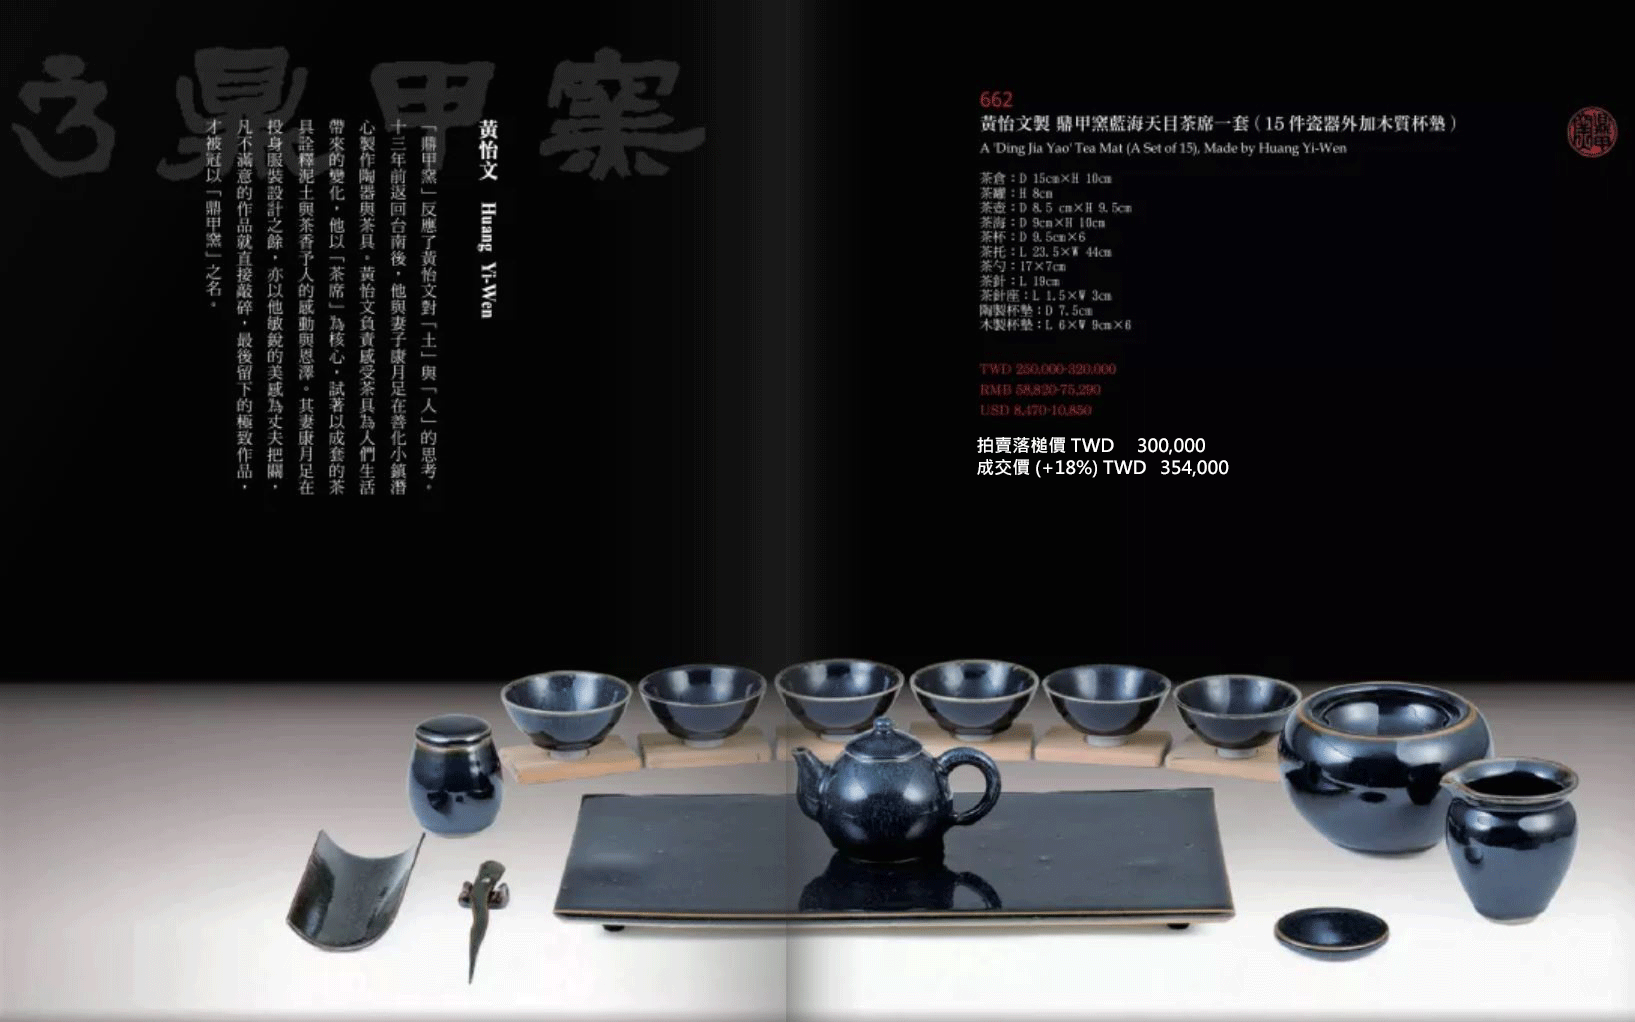 鼎甲窯
黃怡文 Huang Yi-Wen
「鼎甲窯」反應了黃怡文對「土」與「人」的思考。
十三年前返回台南後，他與妻子康月足在善化小鎮潛
心製作陶器與茶具。黃怡文負責感受茶具為人們生活
帶來的變化，他以「茶席」為核心，試著以成套的茶
具詮釋泥土與茶香予人的感動與恩澤。其妻康月足在
投身服裝設計之餘，亦以他敏銳的美感為丈夫把關，
凡不滿意的作品就直接敲碎，最後留下的極致作品，
才被冠以「鼎甲窯」之名。
662
黃怡文製 鼎甲窯藍海天目茶席一套（15件瓷器外加木質杯墊）
A 'Ding Jia Yao' Tea Mat (A Set of 15), Made by Huang Yi-Wen
茶倉：D 15cm×H 10cm
茶罐：H 8cm
茶壺：D 8.5 cm×H 9.5cm
茶海：D 9cm×H 10cm
茶杯：D 9.5cm×6
茶托：L 23.5×W 44cm
茶勺：17×7cm
茶針：L 19cm
茶針座：L 1.5×W 3cm
陶製杯墊：D 7.5cm
木製杯墊：L 6×W 9cm×6
TWD 250,000-320,000
RMB 58,820-75,290
USD 8,470-10,850
拍賣落槌價 TWD 300,000
成交價 (+18%) TWD 354,000